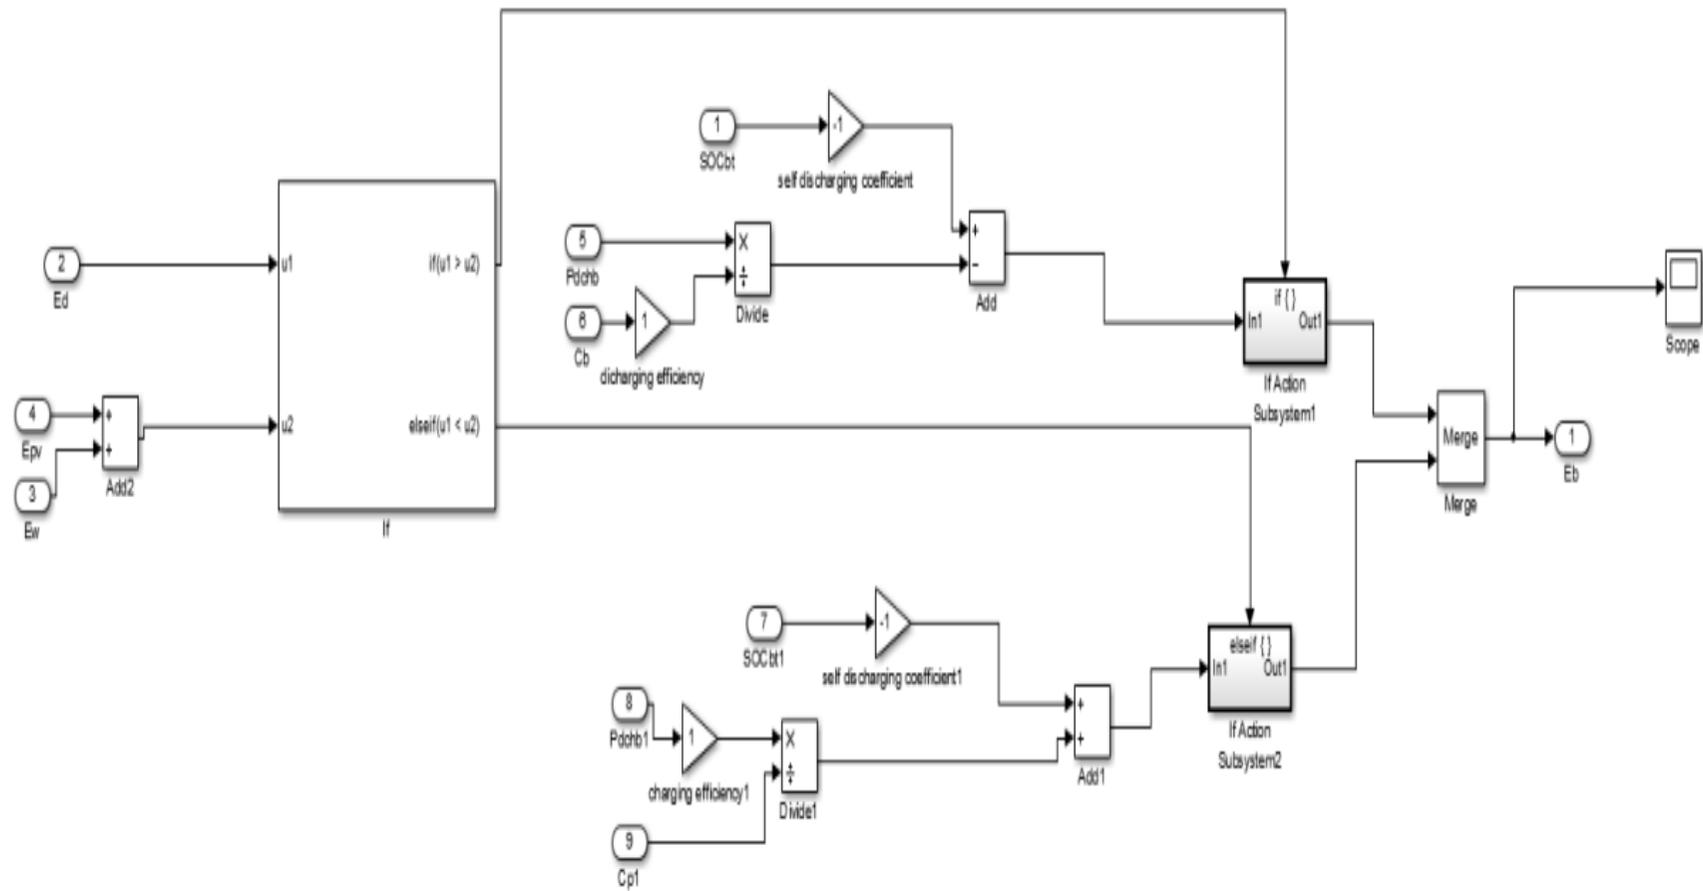 1
SOCbt
-1
self discharging coefficient
2
Ed
u1
if(u1 > u2)
u2
elseif(u1 < u2)
If
4
Epv
3
Ew
+
+
Add2
5
Pdchb
6
Cb
1
dicharging efficiency
X
÷
Divide
+
−
Add
if { }
In1
Out1
If Action
Subsystem1
Merge
Merge
Scope
1
Eb
7
SOCbt1
-1
self discharging coefficient1
8
Pdchb1
1
charging efficiency1
X
÷
Divide1
9
Cp1
+
+
Add1
elseif { }
In1
Out1
If Action
Subsystem2